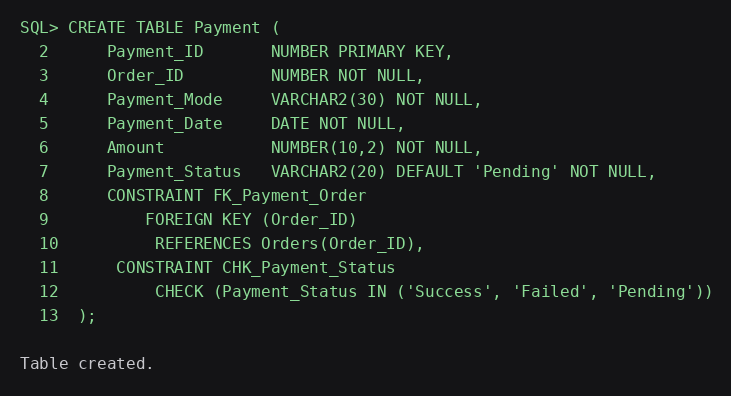 SQL> CREATE TABLE Payment (
  2      Payment_ID       NUMBER PRIMARY KEY,
  3      Order_ID         NUMBER NOT NULL,
  4      Payment_Mode     VARCHAR2(30) NOT NULL,
  5      Payment_Date     DATE NOT NULL,
  6      Amount           NUMBER(10,2) NOT NULL,
  7      Payment_Status   VARCHAR2(20) DEFAULT 'Pending' NOT NULL,
  8      CONSTRAINT FK_Payment_Order
  9          FOREIGN KEY (Order_ID)
  10          REFERENCES Orders(Order_ID),
  11      CONSTRAINT CHK_Payment_Status
  12          CHECK (Payment_Status IN ('Success', 'Failed', 'Pending'))
  13  );

Table created.